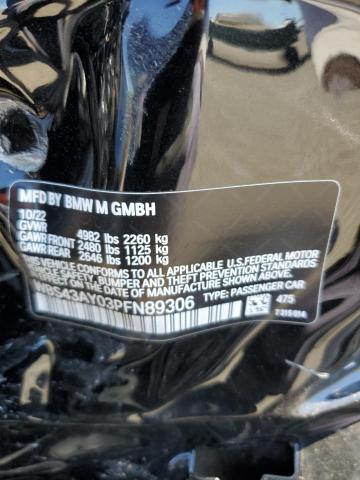 MFD BY BMW M GMBH
10/22
GVWR 4982 lbs 2260 kg
GAWR FRONT 2480 lbs 1125 kg
GAWR REAR 2646 lbs 1200 kg
THIS VEHICLE CONFORMS TO ALL APPLICABLE U.S. FEDERAL MOTOR
VEHICLE SAFETY, BUMPER AND THEFT PREVENTION STANDARDS
IN EFFECT ON THE DATE OF MANUFACTURE SHOWN ABOVE.
WBS43AY03PFN89306 TYPE: PASSENGER CAR 475
7315014